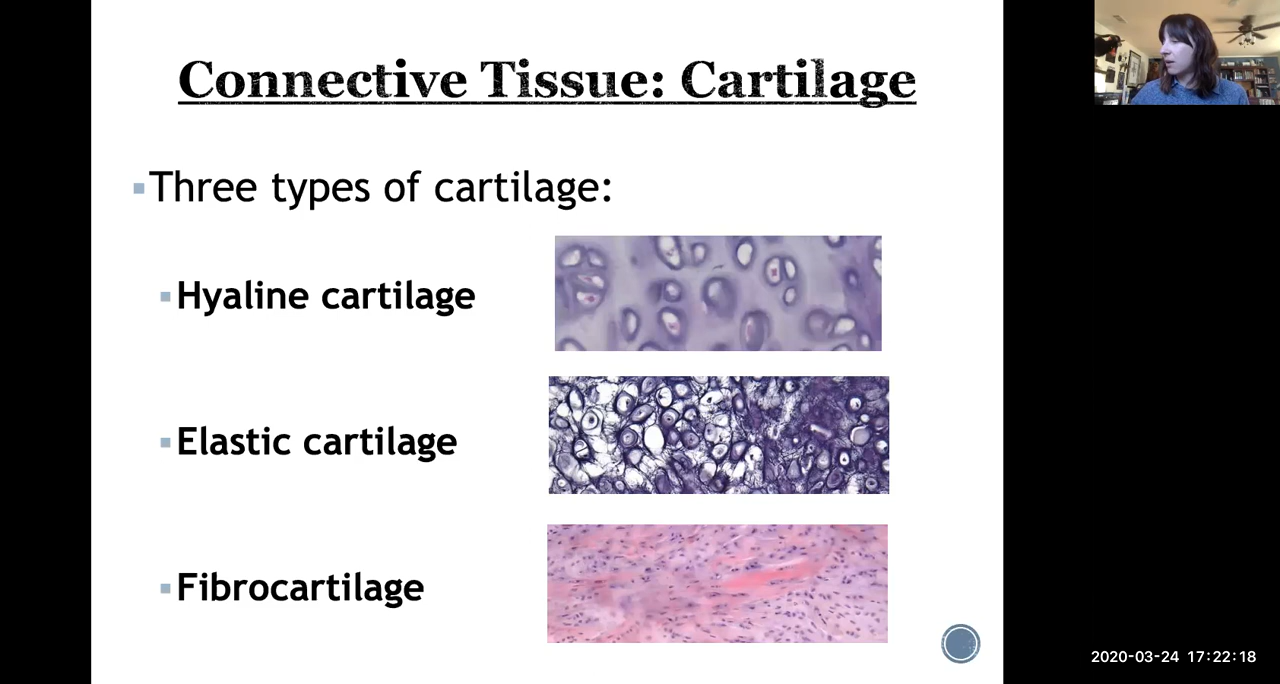 Connective Tissue: Cartilage
Three types of cartilage:
Hyaline cartilage
Elastic cartilage
Fibrocartilage
2020-03-24 17:22:18